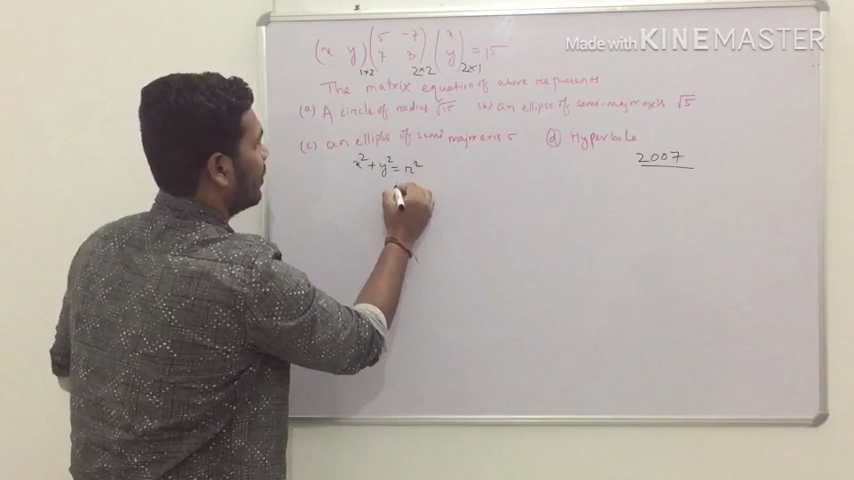 Made with KINEMASTER
(x y) (5 -7 7 3) (x y) = 15
1×2 2×2 2×1
The matrix equation of above represents
(a) A circle of radius √15 (b) an ellipse of semi-major axis √5
(c) an ellipse of semi major axis 5 (d) Hyperbola
x² + y² = r²
2007